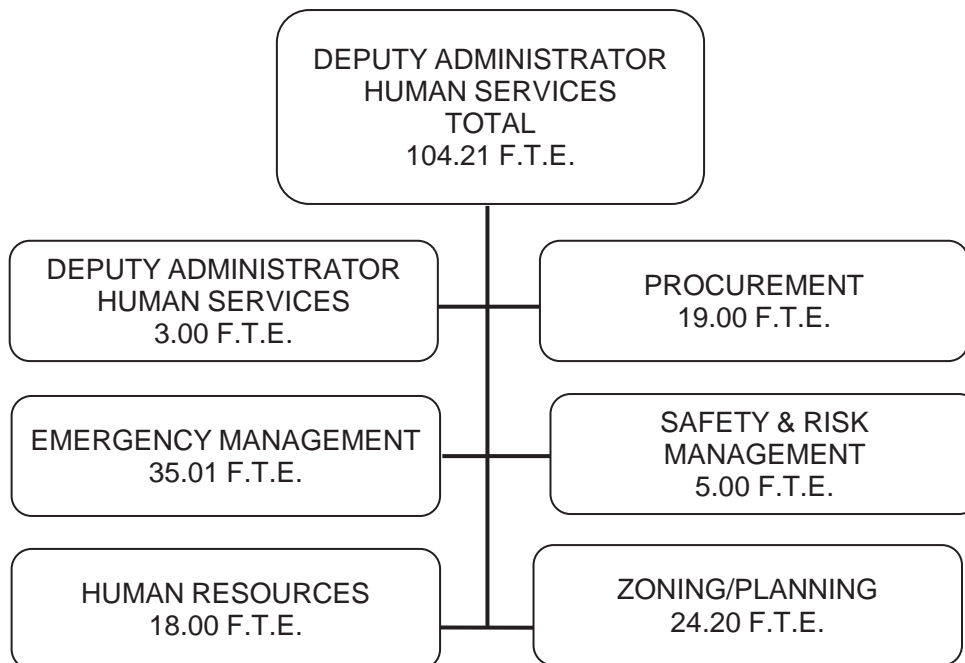 DEPUTY ADMINISTRATOR
HUMAN SERVICES
TOTAL
104.21 F.T.E.
DEPUTY ADMINISTRATOR
HUMAN SERVICES
3.00 F.T.E.
PROCUREMENT
19.00 F.T.E.
EMERGENCY MANAGEMENT
35.01 F.T.E.
SAFETY & RISK
MANAGEMENT
5.00 F.T.E.
HUMAN RESOURCES
18.00 F.T.E.
ZONING/PLANNING
24.20 F.T.E.